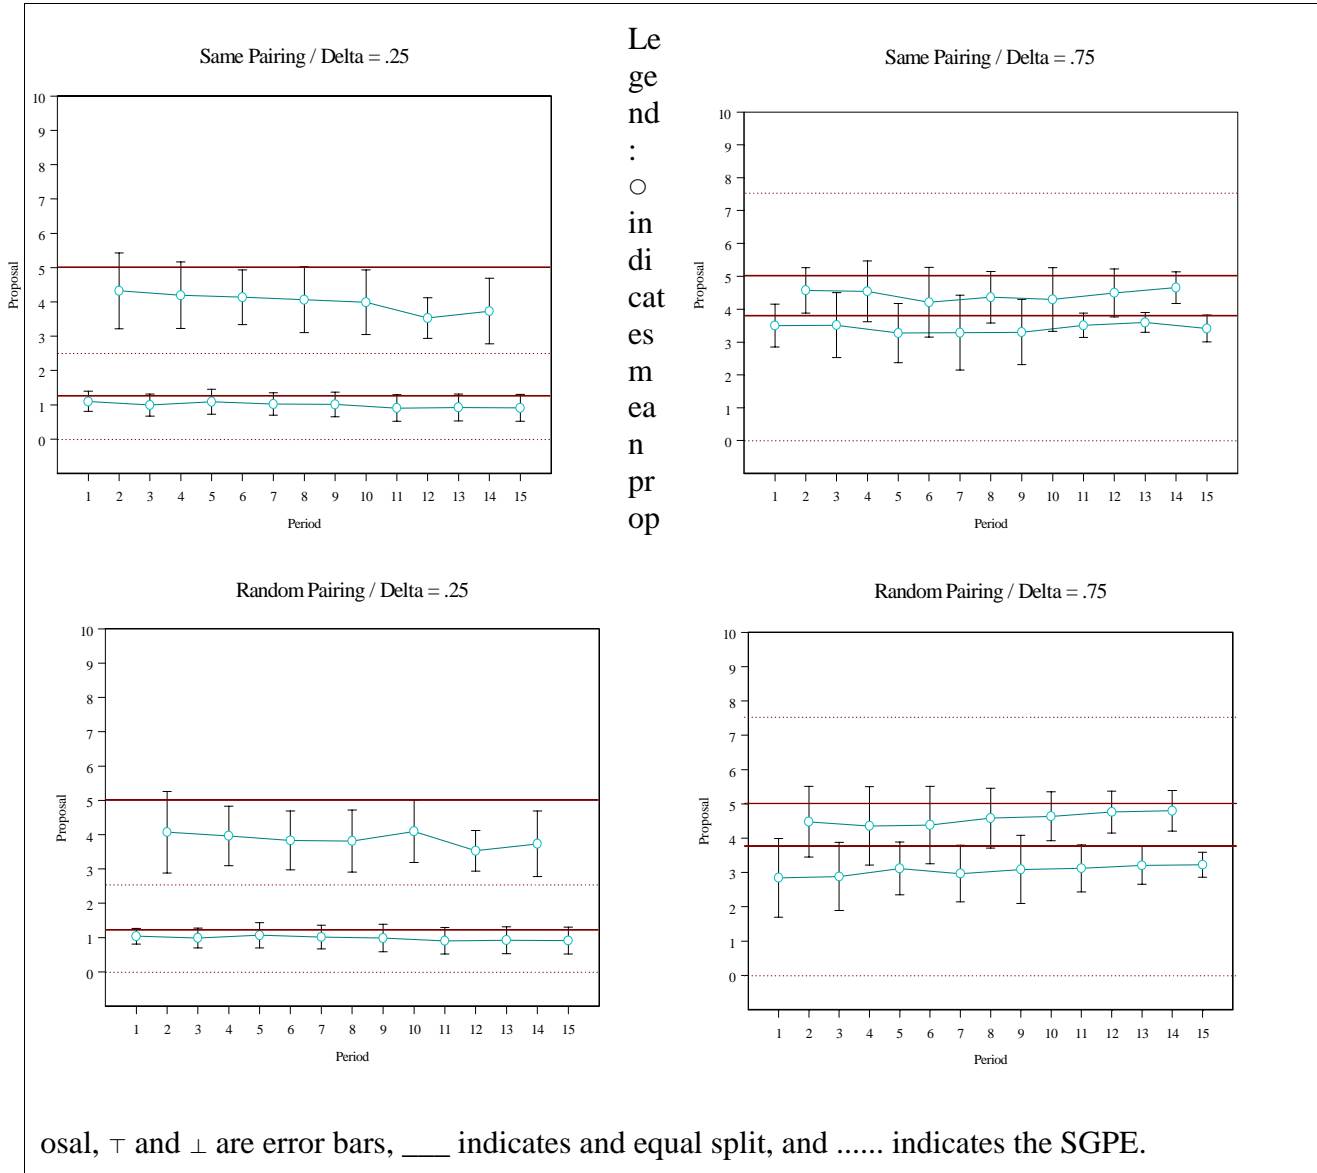 Same Pairing / Delta = .25
10
9
8
7
6
5
4
3
2
1
0
Proposal
1 2 3 4 5 6 7 8 9 10 11 12 13 14 15
Period
Le
ge
nd
:
○
in
di
cat
es
m
ea
n
pr
op
Same Pairing / Delta = .75
10
9
8
7
6
5
4
3
2
1
0
Proposal
1 2 3 4 5 6 7 8 9 10 11 12 13 14 15
Period
Random Pairing / Delta = .25
10
9
8
7
6
5
4
3
2
1
0
Proposal
1 2 3 4 5 6 7 8 9 10 11 12 13 14 15
Period
Random Pairing / Delta = .75
10
9
8
7
6
5
4
3
2
1
0
Proposal
1 2 3 4 5 6 7 8 9 10 11 12 13 14 15
Period
osal, ⊤ and ⊥ are error bars, ___ indicates and equal split, and ...... indicates the SGPE.